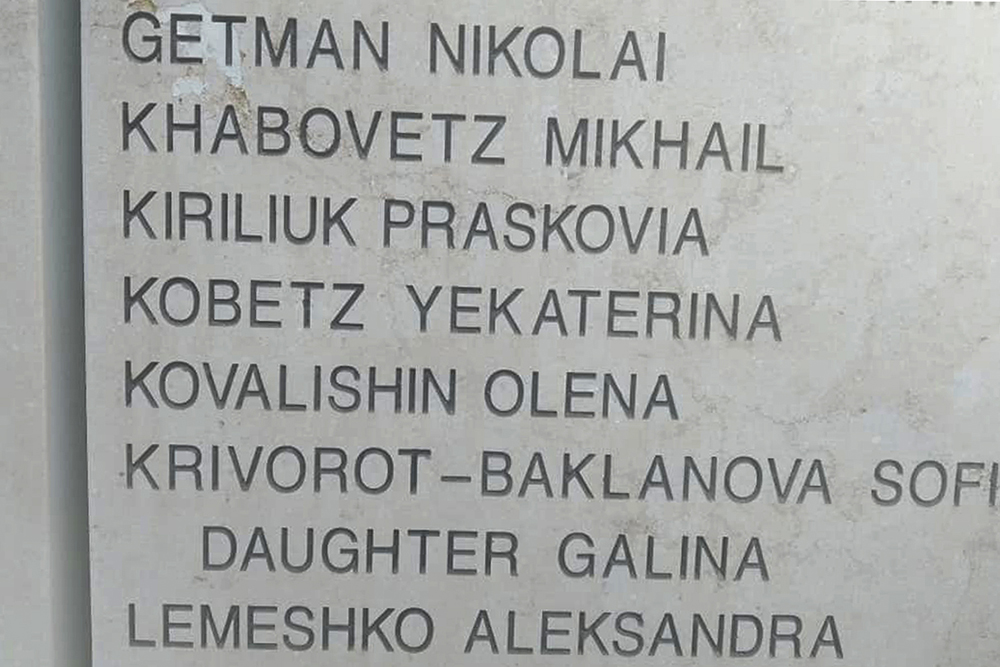 GETMAN NIKOLAI
KHABOVETZ MIKHAIL
KIRILIUK PRASKOVIA
KOBETZ YEKATERINA
KOVALISHIN OLENA
KRIVOROT-BAKLANOVA SOFI
DAUGHTER GALINA
LEMESHKO ALEKSANDRA